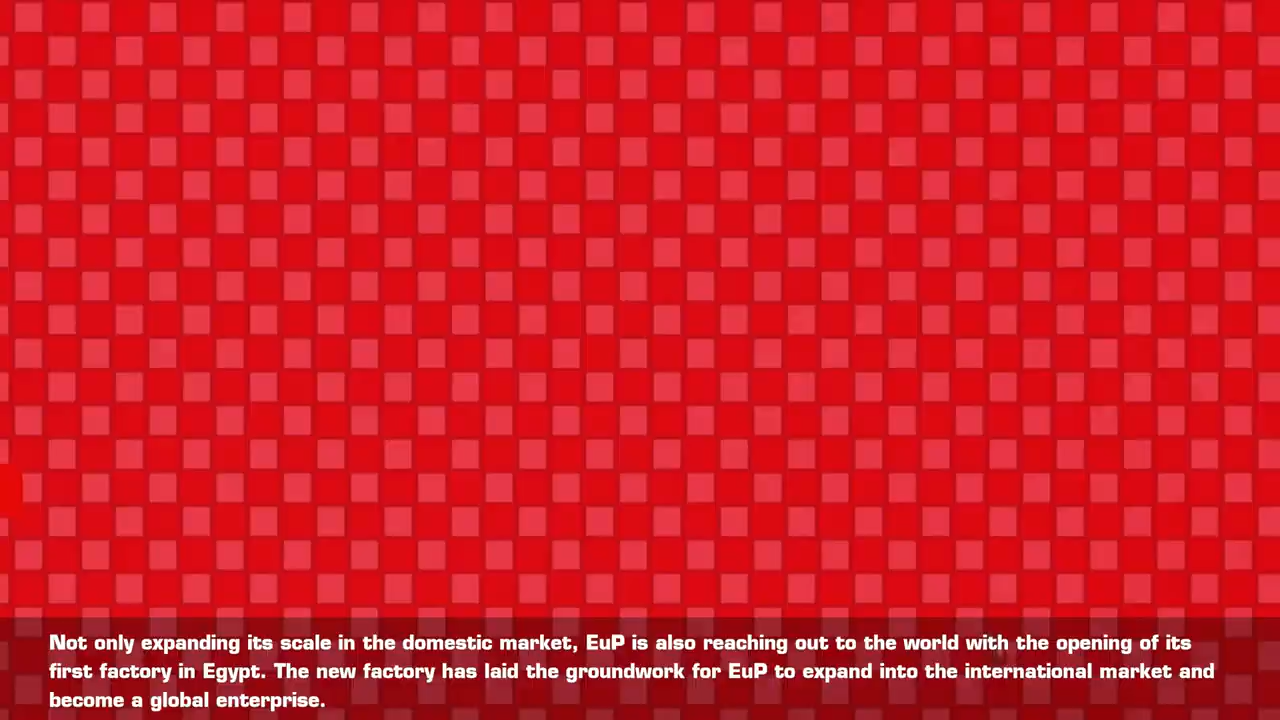 Not only expanding its scale in the domestic market, EuP is also reaching out to the world with the opening of its
first factory in Egypt. The new factory has laid the groundwork for EuP to expand into the international market and
become a global enterprise.